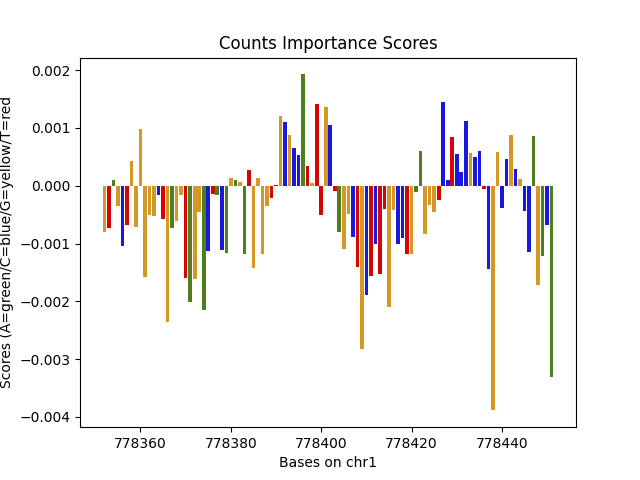 Counts Importance Scores
Scores (A=green/C=blue/G=yellow/T=red
0.002
0.001
0.000
−0.001
−0.002
−0.003
−0.004
778360 778380 778400 778420 778440
Bases on chr1